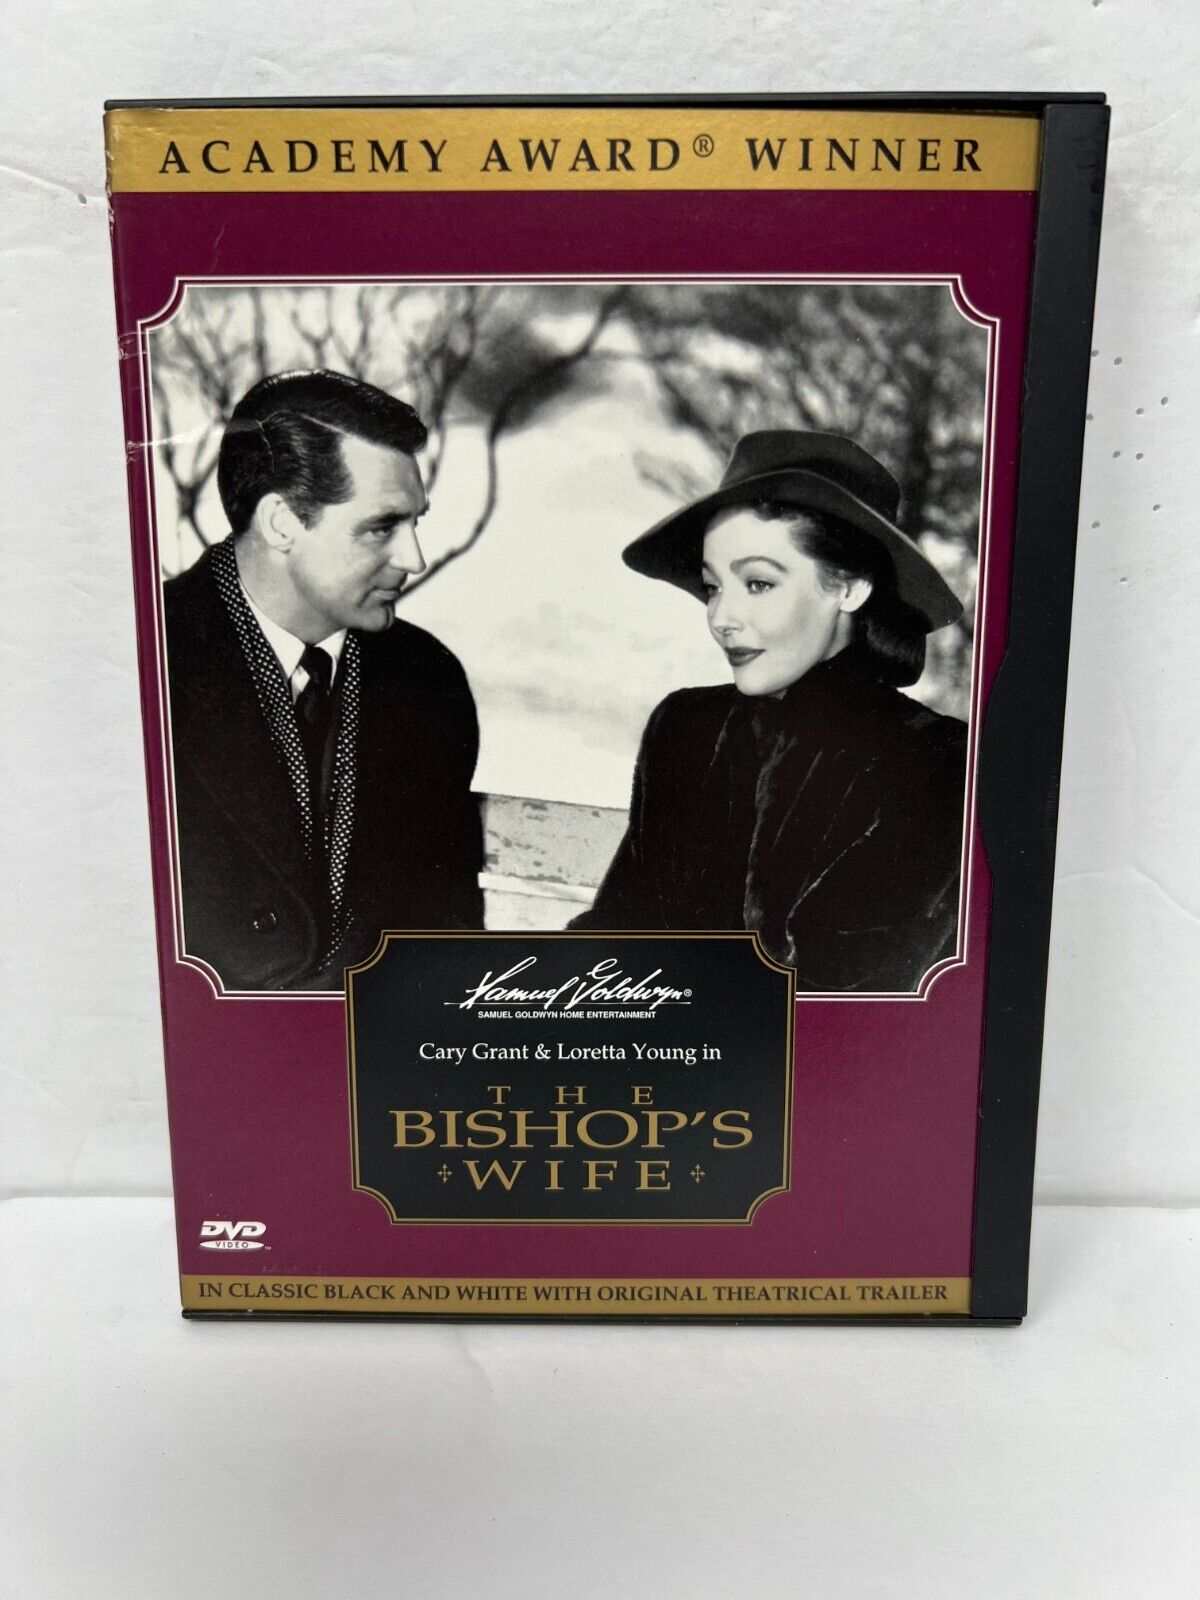 ACADEMY AWARD® WINNER
Samuel Goldwyn®
SAMUEL GOLDWYN HOME ENTERTAINMENT
Cary Grant & Loretta Young in
THE
BISHOP'S
WIFE
DVD
VIDEO™
IN CLASSIC BLACK AND WHITE WITH ORIGINAL THEATRICAL TRAILER